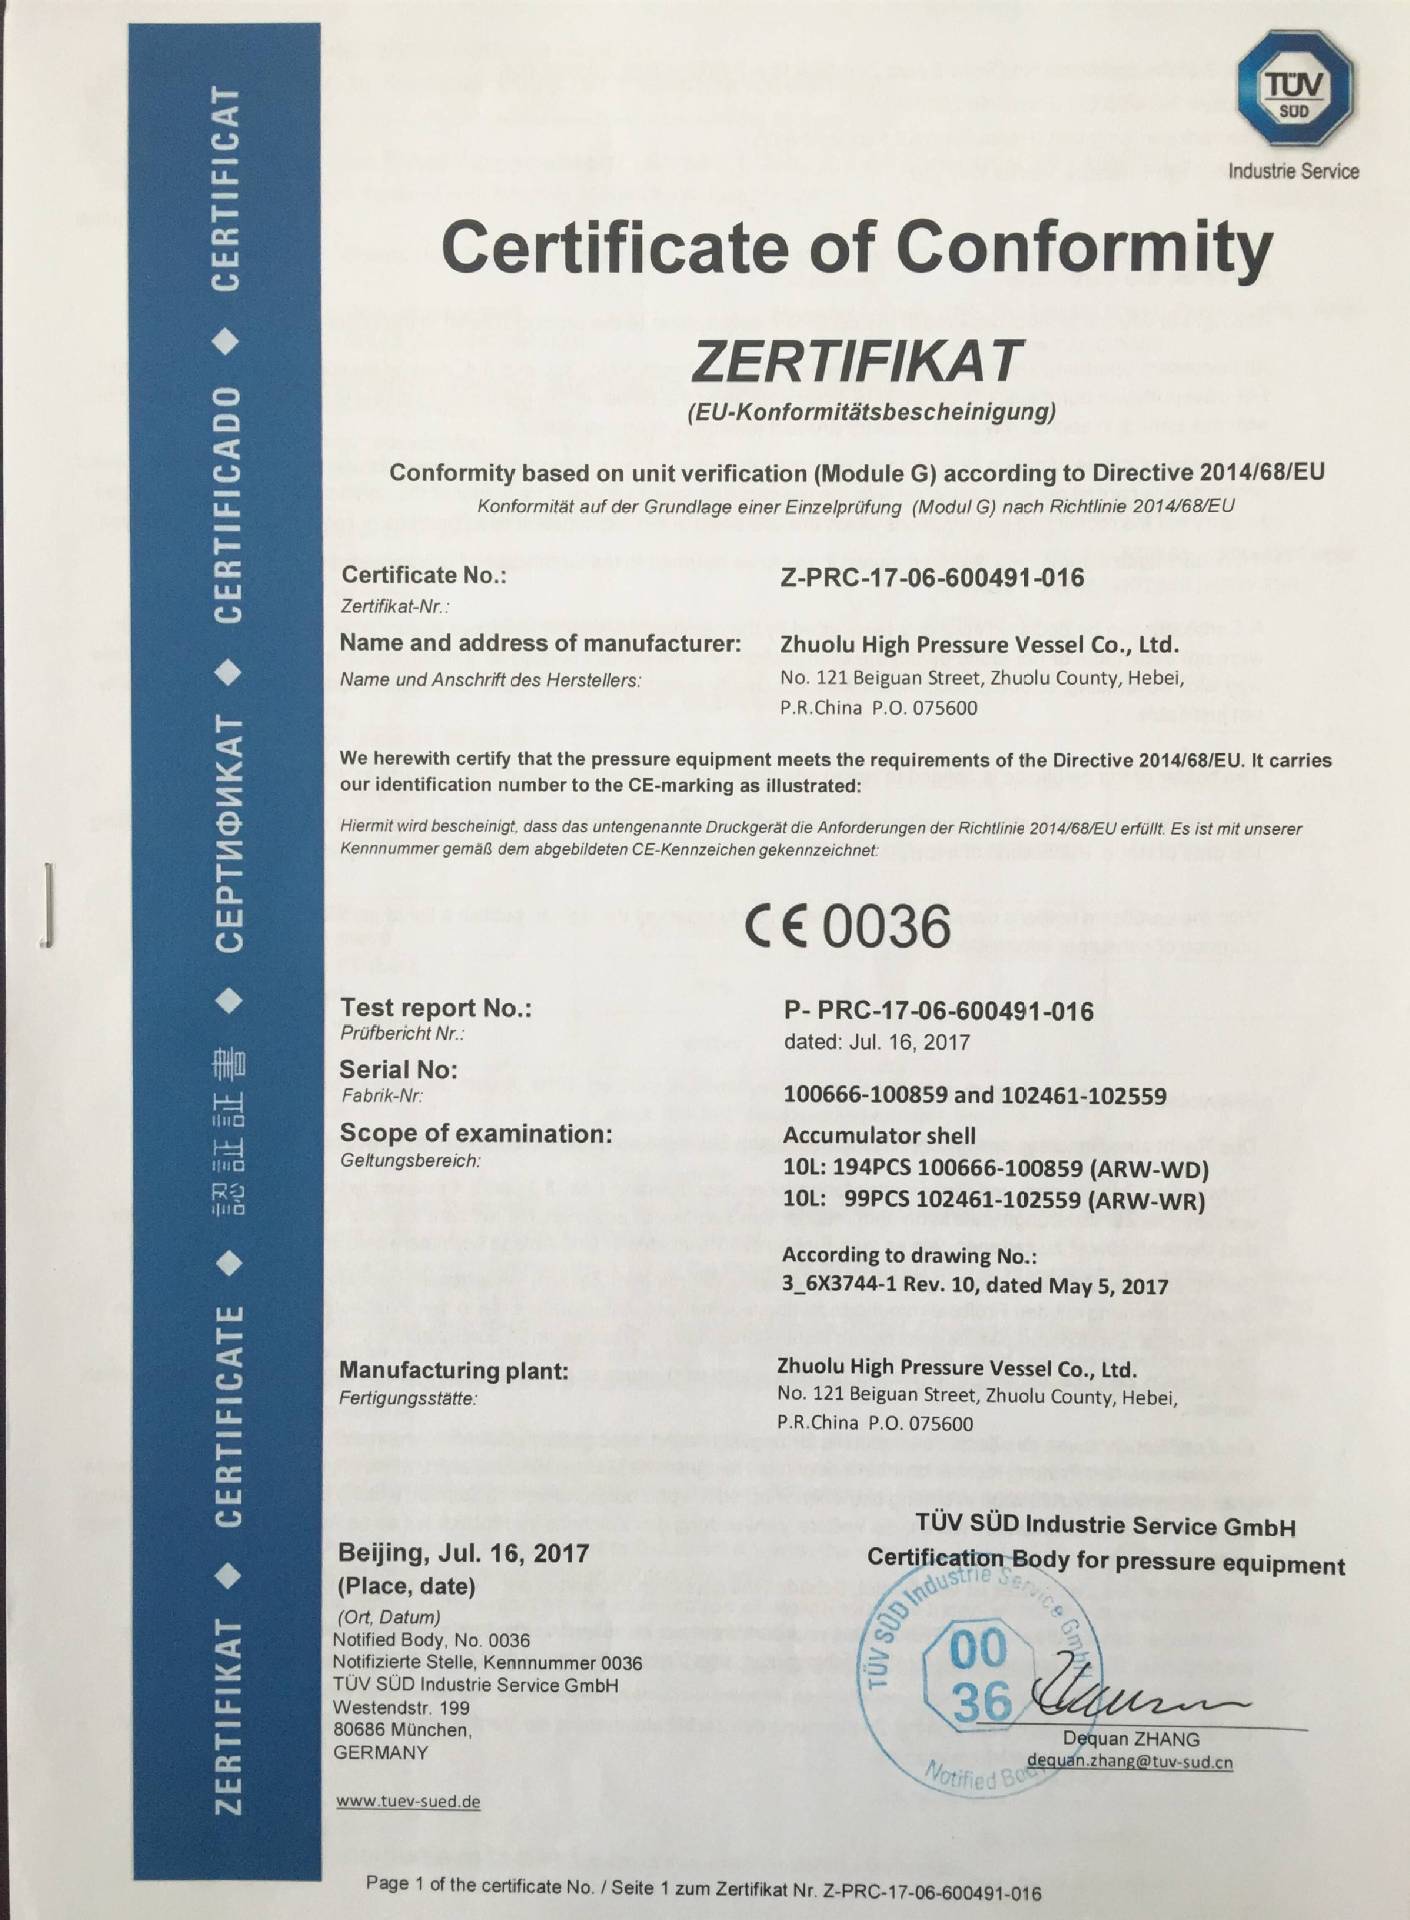 TÜV
SÜD
Industrie Service
ZERTIFIKAT ◆ CERTIFICATE ◆ 認証証書 ◆ СЕРТИФИКАТ ◆ CERTIFICADO ◆ CERTIFICAT
Certificate of Conformity
ZERTIFIKAT
(EU-Konformitätsbescheinigung)
Conformity based on unit verification (Module G) according to Directive 2014/68/EU
Konformität auf der Grundlage einer Einzelprüfung (Modul G) nach Richtlinie 2014/68/EU
Certificate No.: Z-PRC-17-06-600491-016
Zertifikat-Nr.:
Name and address of manufacturer: Zhuolu High Pressure Vessel Co., Ltd.
Name und Anschrift des Herstellers: No. 121 Beiguan Street, Zhuolu County, Hebei,
P.R.China P.O. 075600
We herewith certify that the pressure equipment meets the requirements of the Directive 2014/68/EU. It carries
our identification number to the CE-marking as illustrated:
Hiermit wird bescheinigt, dass das untengenannte Druckgerät die Anforderungen der Richtlinie 2014/68/EU erfüllt. Es ist mit unserer
Kennnummer gemäß dem abgebildeten CE-Kennzeichen gekennzeichnet:
CE 0036
Test report No.: P- PRC-17-06-600491-016
Prüfbericht Nr.: dated: Jul. 16, 2017
Serial No:
Fabrik-Nr: 100666-100859 and 102461-102559
Scope of examination: Accumulator shell
Geltungsbereich: 10L: 194PCS 100666-100859 (ARW-WD)
10L: 99PCS 102461-102559 (ARW-WR)
According to drawing No.:
3_6X3744-1 Rev. 10, dated May 5, 2017
Manufacturing plant: Zhuolu High Pressure Vessel Co., Ltd.
Fertigungsstätte: No. 121 Beiguan Street, Zhuolu County, Hebei,
P.R.China P.O. 075600
TÜV SÜD Industrie Service GmbH
Certification Body for pressure equipment
Beijing, Jul. 16, 2017
(Place, date)
(Ort, Datum)
Notified Body, No. 0036
Notifizierte Stelle, Kennnummer 0036
TÜV SÜD Industrie Service GmbH
Westendstr. 199
80686 München,
GERMANY
www.tuev-sued.de
TÜV SÜD Industrie Service GmbH
00
36
Notified Body
Dequan ZHANG
dequan.zhang@tuv-sud.cn
Page 1 of the certificate No. / Seite 1 zum Zertifikat Nr. Z-PRC-17-06-600491-016